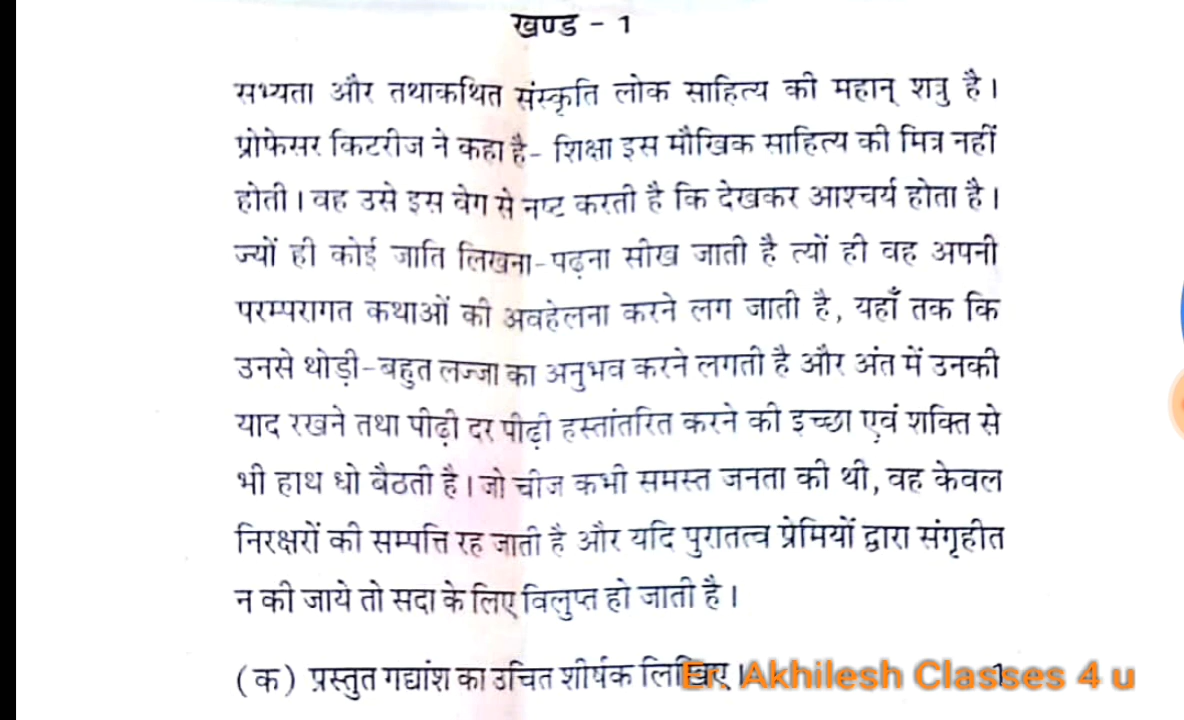 खण्ड - 1
सभ्यता और तथाकथित संस्कृति लोक साहित्य की महान् शत्रु है।
प्रोफेसर किटरीज ने कहा है- शिक्षा इस मौखिक साहित्य की मित्र नहीं
होती। वह उसे इस वेग से नष्ट करती है कि देखकर आश्चर्य होता है।
ज्यों ही कोई जाति लिखना-पढ़ना सीख जाती है त्यों ही वह अपनी
परम्परागत कथाओं की अवहेलना करने लग जाती है, यहाँ तक कि
उनसे थोड़ी-बहुत लज्जा का अनुभव करने लगती है और अंत में उनकी
याद रखने तथा पीढ़ी दर पीढ़ी हस्तांतरित करने की इच्छा एवं शक्ति से
भी हाथ धो बैठती है। जो चीज कभी समस्त जनता की थी, वह केवल
निरक्षरों की सम्पत्ति रह जाती है और यदि पुरातत्व प्रेमियों द्वारा संगृहीत
न की जाये तो सदा के लिए विलुप्त हो जाती है।
(क) प्रस्तुत गद्यांश का उचित शीर्षक लिखिए। 1
Er. Akhilesh Classes 4 u